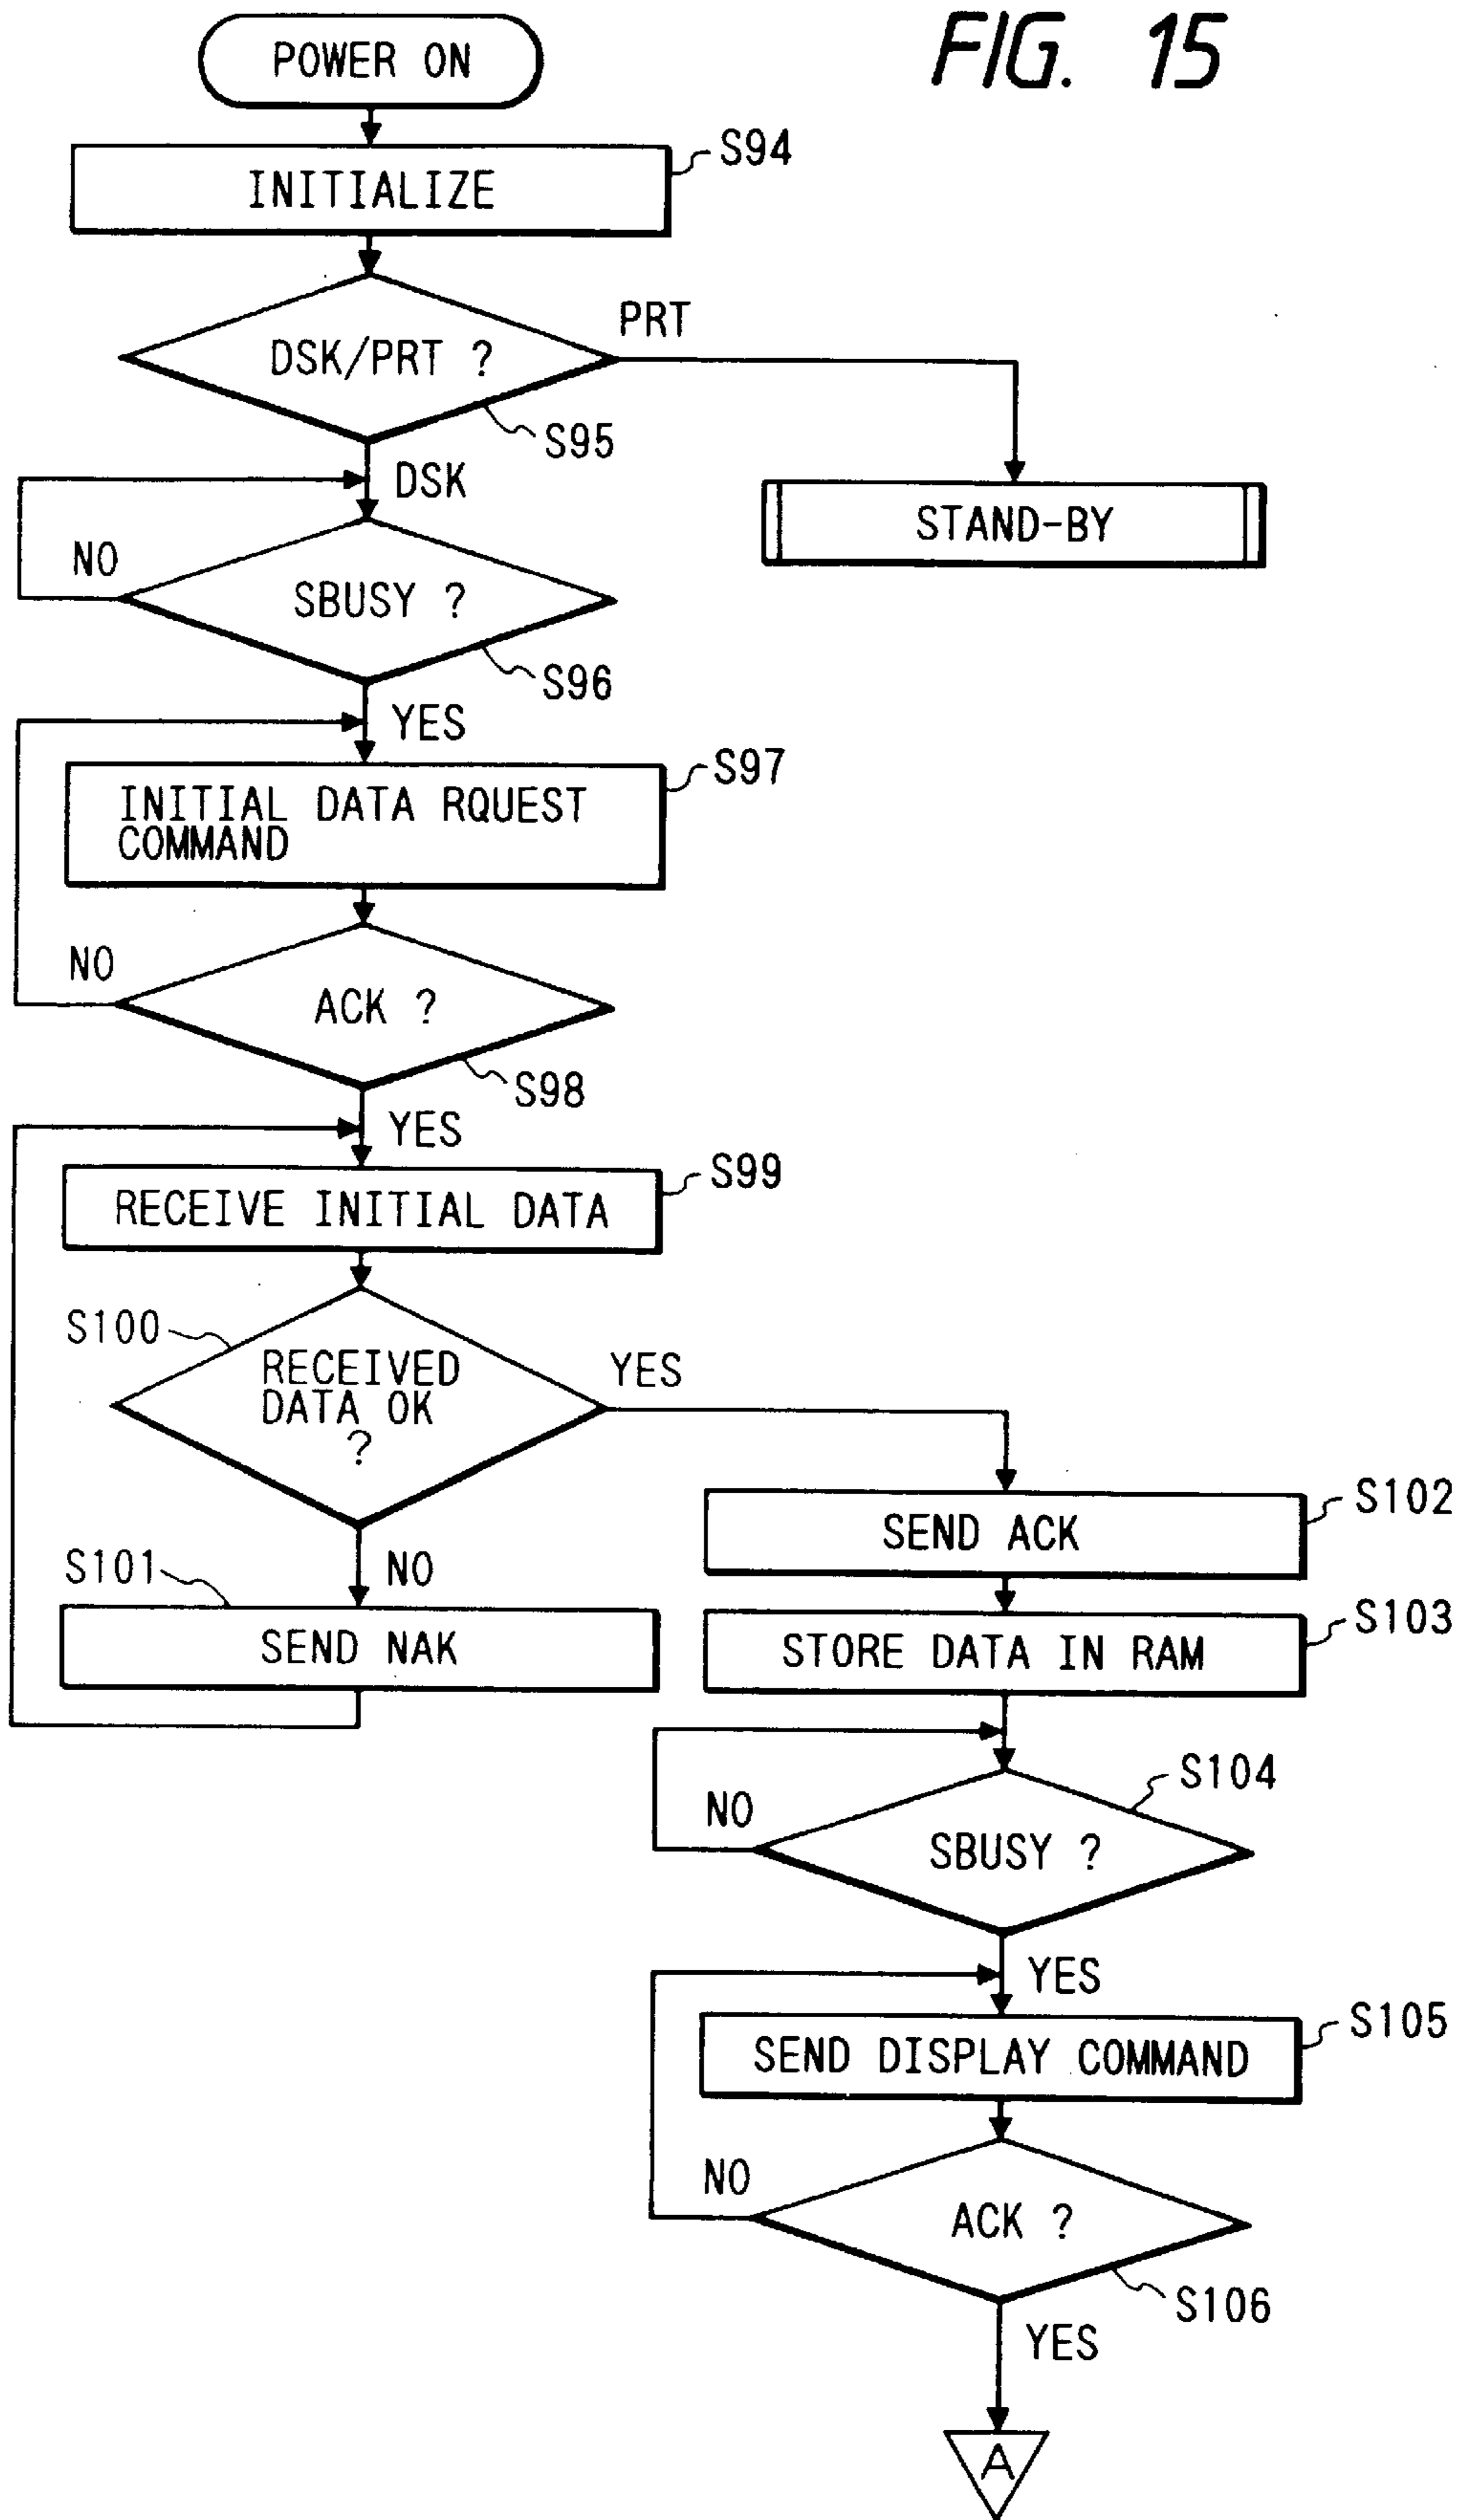 FIG. 15
POWER ON
S94
INITIALIZE
PRT
DSK/PRT ?
S95
DSK
STAND-BY
NO
SBUSY ?
S96
YES
S97
INITIAL DATA RQUEST
COMMAND
NO
ACK ?
S98
YES
S99
RECEIVE INITIAL DATA
S100
RECEIVED
DATA OK
?
YES
S102
SEND ACK
S101
NO
SEND NAK
S103
STORE DATA IN RAM
S104
NO
SBUSY ?
YES
S105
SEND DISPLAY COMMAND
NO
ACK ?
S106
YES
A